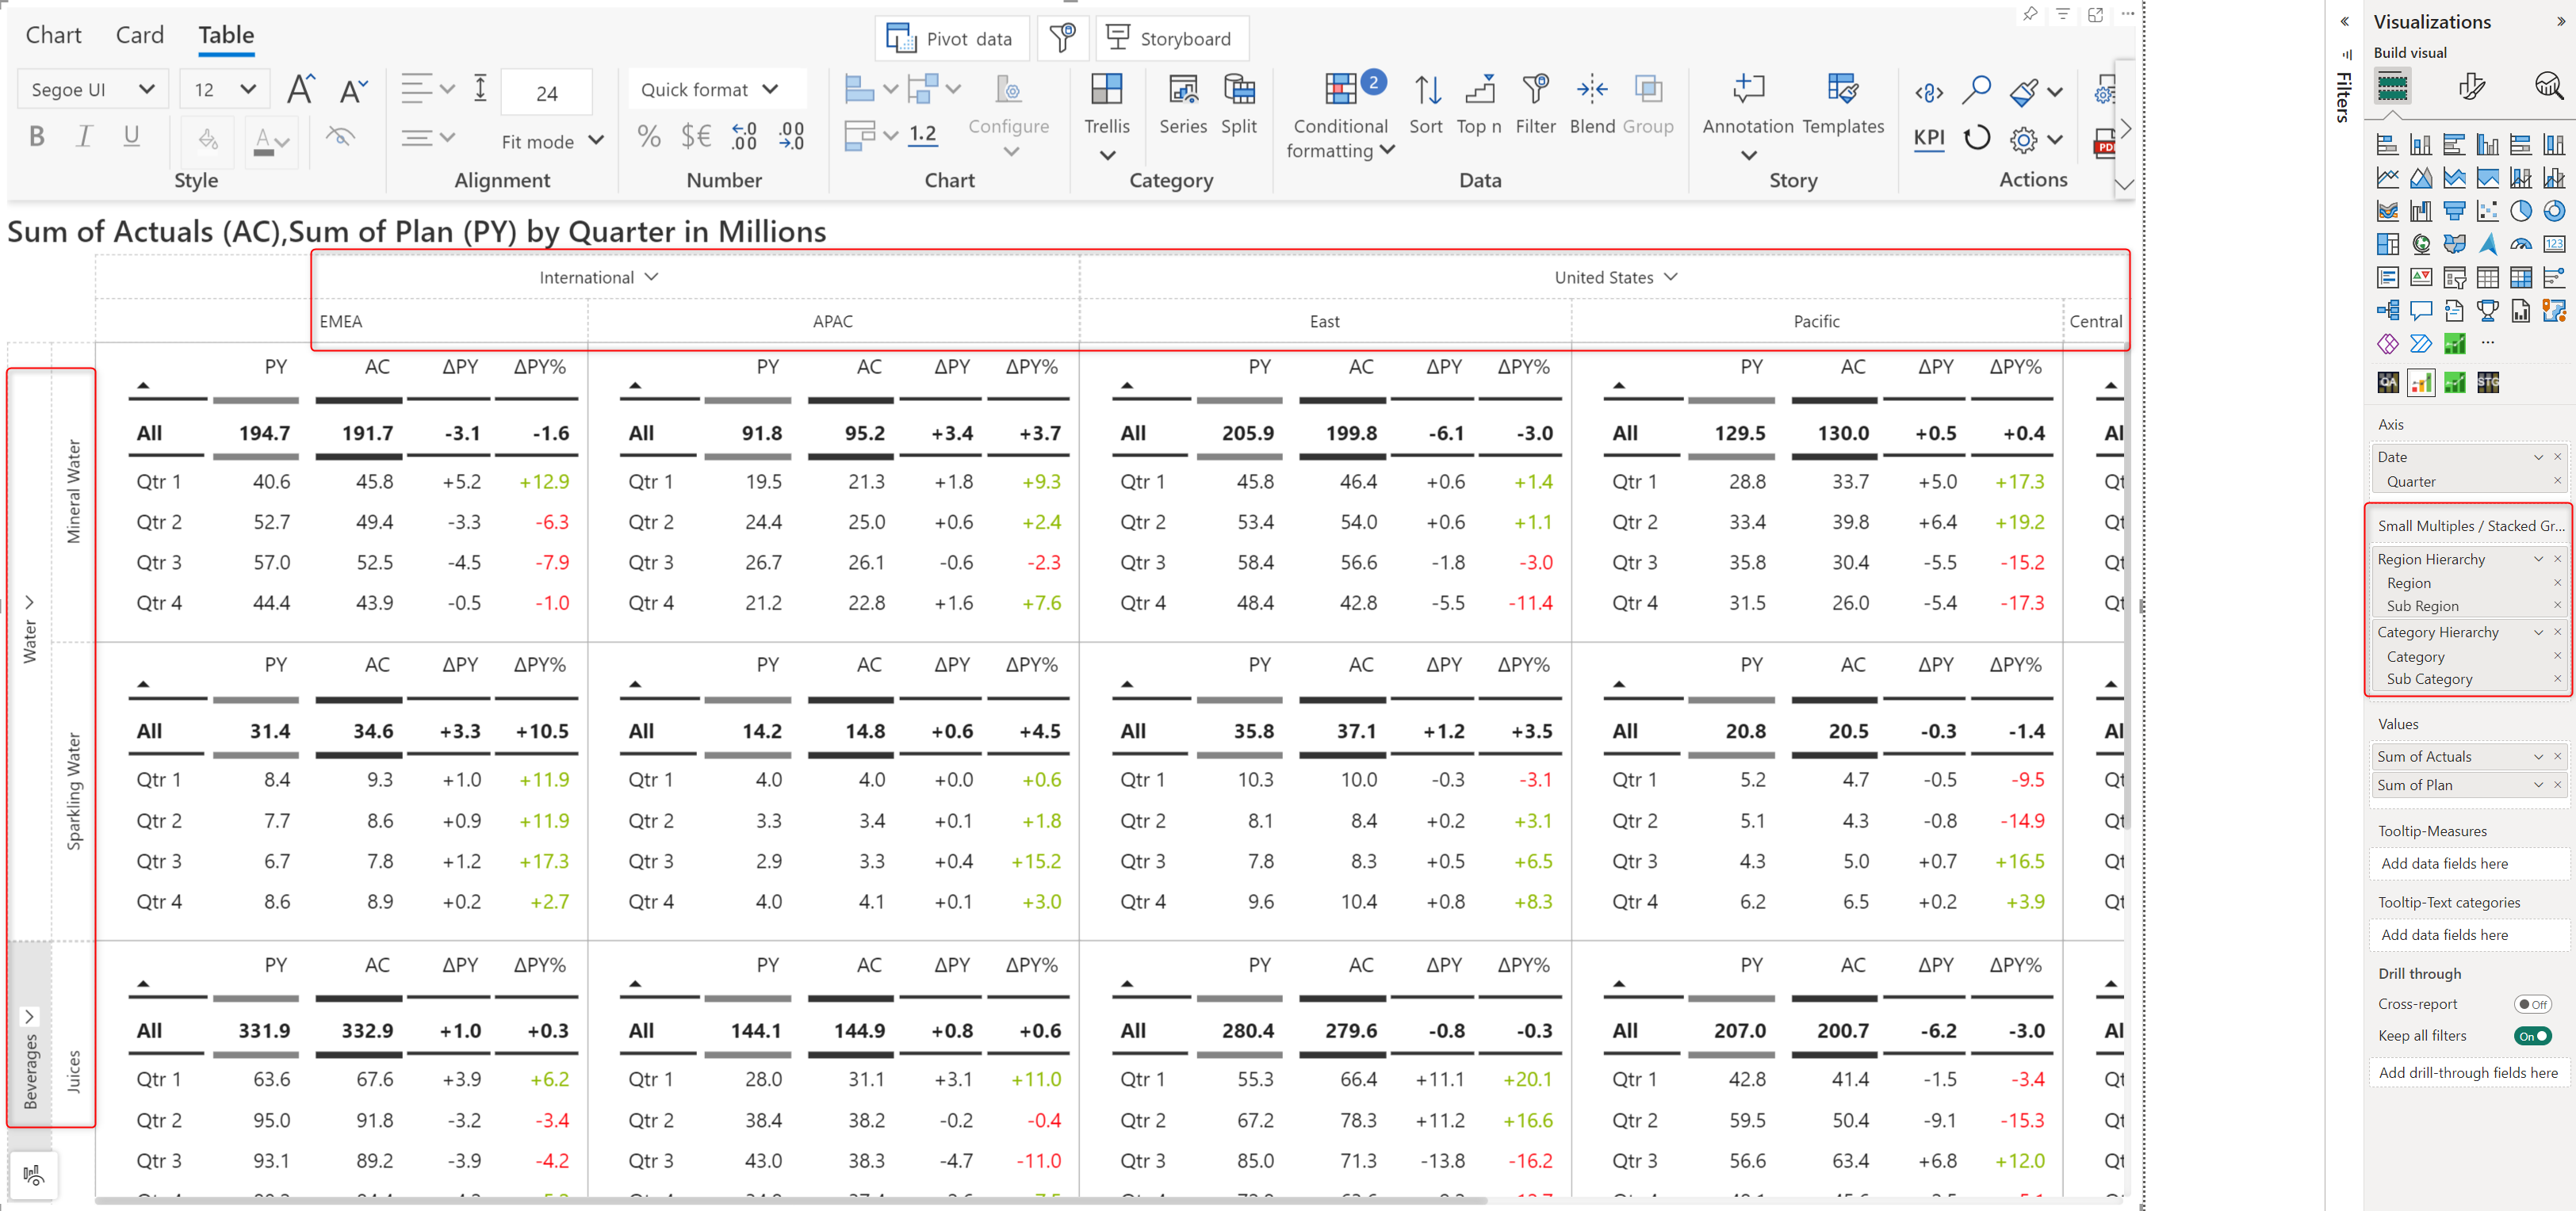 Chart Card Table
Pivot data Storyboard
Segoe UI 12 A A 24 Quick format 2
B I U A Fit mode % $€ ←.0 .00 .00 →.0 1.2 Configure Trellis Series Split Conditional formatting Sort Top n Filter Blend Group Annotation Templates KPI PDF
Style Alignment Number Chart Category Data Story Actions
Sum of Actuals (AC),Sum of Plan (PY) by Quarter in Millions
International United States
EMEA APAC East Pacific Central
Water
Mineral Water
PY AC ΔPY ΔPY% PY AC ΔPY ΔPY% PY AC ΔPY ΔPY% PY AC ΔPY ΔPY%
All 194.7 191.7 -3.1 -1.6 All 91.8 95.2 +3.4 +3.7 All 205.9 199.8 -6.1 -3.0 All 129.5 130.0 +0.5 +0.4 Al
Qtr 1 40.6 45.8 +5.2 +12.9 Qtr 1 19.5 21.3 +1.8 +9.3 Qtr 1 45.8 46.4 +0.6 +1.4 Qtr 1 28.8 33.7 +5.0 +17.3 Qt
Qtr 2 52.7 49.4 -3.3 -6.3 Qtr 2 24.4 25.0 +0.6 +2.4 Qtr 2 53.4 54.0 +0.6 +1.1 Qtr 2 33.4 39.8 +6.4 +19.2 Qt
Qtr 3 57.0 52.5 -4.5 -7.9 Qtr 3 26.7 26.1 -0.6 -2.3 Qtr 3 58.4 56.6 -1.8 -3.0 Qtr 3 35.8 30.4 -5.5 -15.2 Qt
Qtr 4 44.4 43.9 -0.5 -1.0 Qtr 4 21.2 22.8 +1.6 +7.6 Qtr 4 48.4 42.8 -5.5 -11.4 Qtr 4 31.5 26.0 -5.4 -17.3 Qt
Sparkling Water
PY AC ΔPY ΔPY% PY AC ΔPY ΔPY% PY AC ΔPY ΔPY% PY AC ΔPY ΔPY%
All 31.4 34.6 +3.3 +10.5 All 14.2 14.8 +0.6 +4.5 All 35.8 37.1 +1.2 +3.5 All 20.8 20.5 -0.3 -1.4 Al
Qtr 1 8.4 9.3 +1.0 +11.9 Qtr 1 4.0 4.0 +0.0 +0.6 Qtr 1 10.3 10.0 -0.3 -3.1 Qtr 1 5.2 4.7 -0.5 -9.5 Qt
Qtr 2 7.7 8.6 +0.9 +11.9 Qtr 2 3.3 3.4 +0.1 +1.8 Qtr 2 8.1 8.4 +0.2 +3.1 Qtr 2 5.1 4.3 -0.8 -14.9 Qt
Qtr 3 6.7 7.8 +1.2 +17.3 Qtr 3 2.9 3.3 +0.4 +15.2 Qtr 3 7.8 8.3 +0.5 +6.5 Qtr 3 4.3 5.0 +0.7 +16.5 Qt
Qtr 4 8.6 8.9 +0.2 +2.7 Qtr 4 4.0 4.1 +0.1 +3.0 Qtr 4 9.6 10.4 +0.8 +8.3 Qtr 4 6.2 6.5 +0.2 +3.9 Qt
Beverages
Juices
PY AC ΔPY ΔPY% PY AC ΔPY ΔPY% PY AC ΔPY ΔPY% PY AC ΔPY ΔPY%
All 331.9 332.9 +1.0 +0.3 All 144.1 144.9 +0.8 +0.6 All 280.4 279.6 -0.8 -0.3 All 207.0 200.7 -6.2 -3.0 Al
Qtr 1 63.6 67.6 +3.9 +6.2 Qtr 1 28.0 31.1 +3.1 +11.0 Qtr 1 55.3 66.4 +11.1 +20.1 Qtr 1 42.8 41.4 -1.5 -3.4 Qt
Qtr 2 95.0 91.8 -3.2 -3.4 Qtr 2 38.4 38.2 -0.2 -0.4 Qtr 2 67.2 78.3 +11.2 +16.6 Qtr 2 59.5 50.4 -9.1 -15.3 Qt
Qtr 3 93.1 89.2 -3.9 -4.2 Qtr 3 43.0 38.3 -4.7 -11.0 Qtr 3 85.0 71.3 -13.8 -16.2 Qtr 3 56.6 63.4 +6.8 +12.0 Qt
Filters
Visualizations
Build visual
123
QA STG
Axis
Date
Quarter
Small Multiples / Stacked Gr...
Region Hierarchy
Region
Sub Region
Category Hierarchy
Category
Sub Category
Values
Sum of Actuals
Sum of Plan
Tooltip-Measures
Add data fields here
Tooltip-Text categories
Add data fields here
Drill through
Cross-report Off
Keep all filters On
Add drill-through fields here